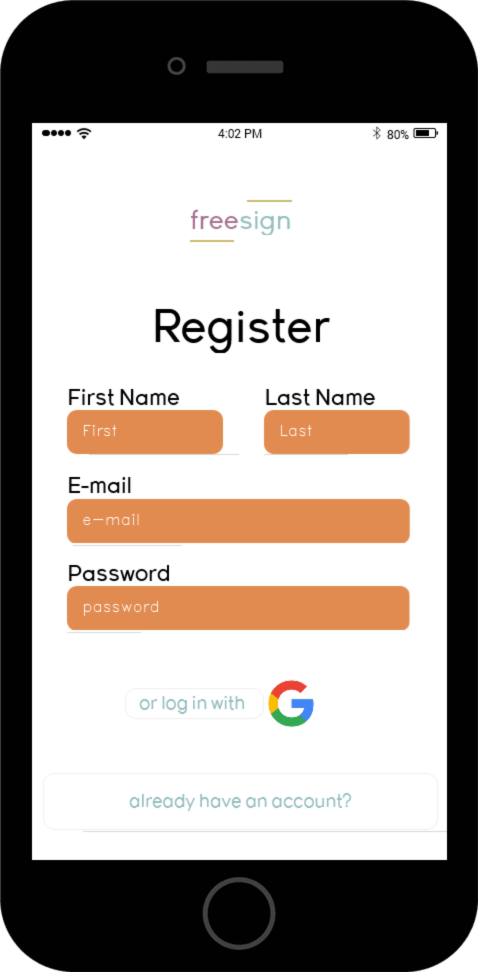 4:02 PM 80%
freesign
Register
First Name Last Name
First Last
E-mail
e-mail
Password
password
or log in with
already have an account?